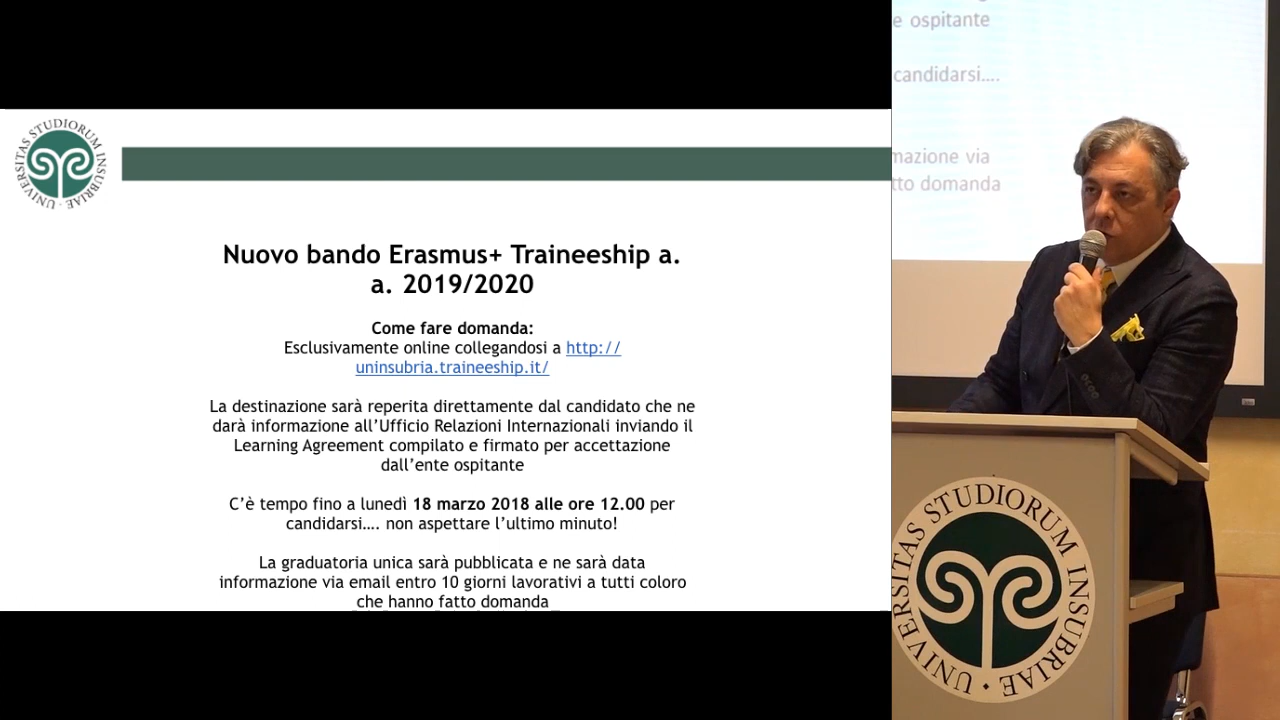 UNIVERSITAS STUDIORUM INSUBRIAE
Nuovo bando Erasmus+ Traineeship a.
a. 2019/2020
Come fare domanda:
Esclusivamente online collegandosi a http://
uninsubria.traineeship.it/
La destinazione sarà reperita direttamente dal candidato che ne
darà informazione all’Ufficio Relazioni Internazionali inviando il
Learning Agreement compilato e firmato per accettazione
dall’ente ospitante
C’è tempo fino a lunedì 18 marzo 2018 alle ore 12.00 per
candidarsi…. non aspettare l’ultimo minuto!
La graduatoria unica sarà pubblicata e ne sarà data
informazione via email entro 10 giorni lavorativi a tutti coloro
che hanno fatto domanda
e ospitante
candidarsi….
mazione via
tto domanda
UNIVERSITAS STUDIORUM INSUBRIAE